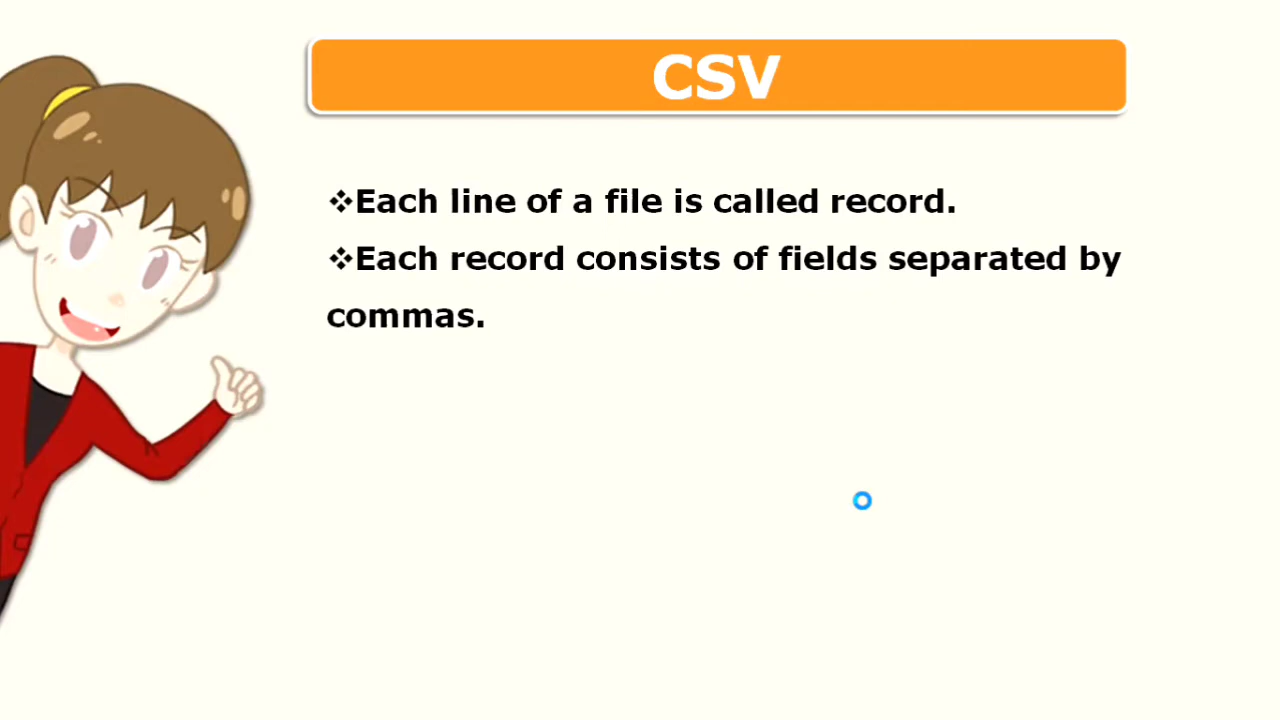 CSV
❖Each line of a file is called record.
❖Each record consists of fields separated by
commas.